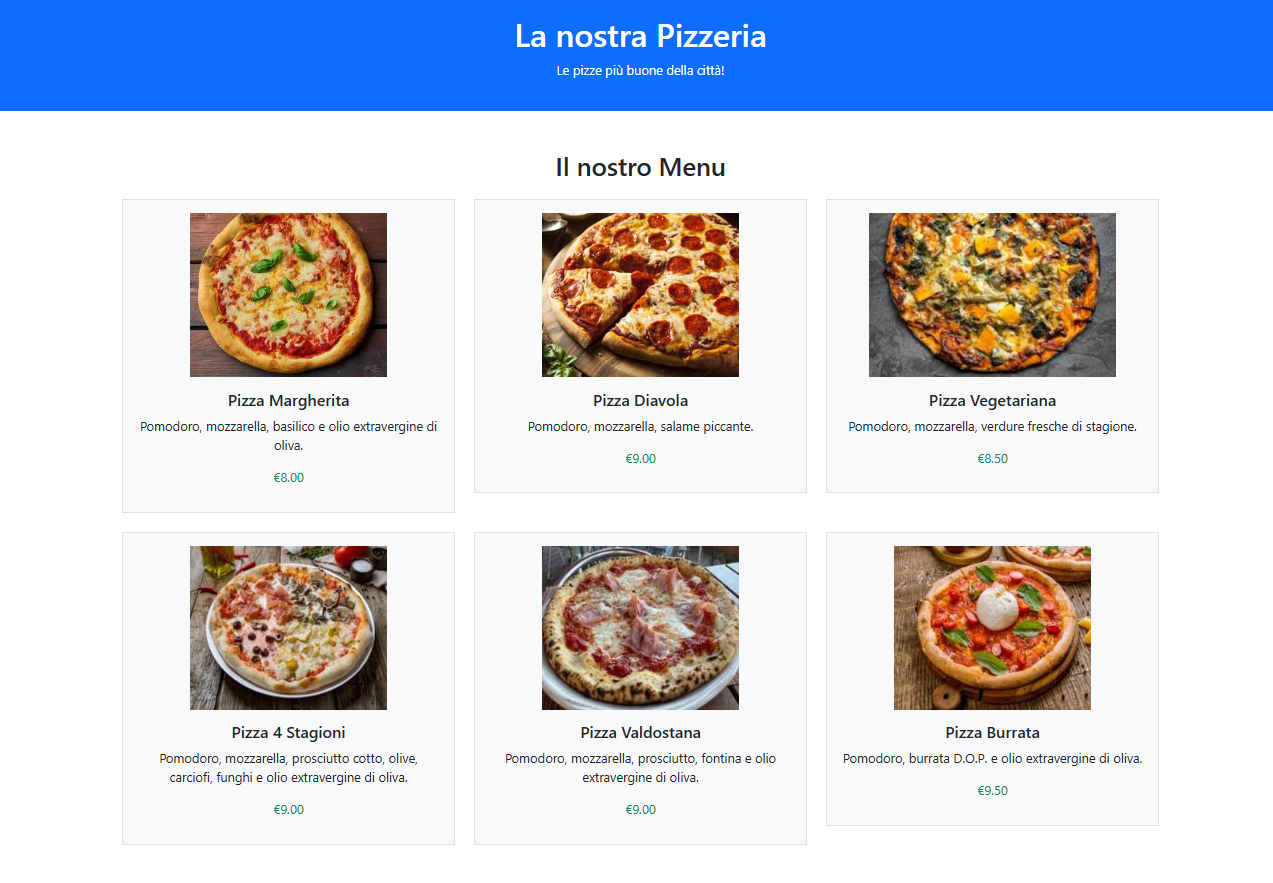 La nostra Pizzeria
Le pizze più buone della città!
Il nostro Menu
Pizza Margherita
Pomodoro, mozzarella, basilico e olio extravergine di
oliva.
€8.00
Pizza Diavola
Pomodoro, mozzarella, salame piccante.
€9.00
Pizza Vegetariana
Pomodoro, mozzarella, verdure fresche di stagione.
€8.50
Pizza 4 Stagioni
Pomodoro, mozzarella, prosciutto cotto, olive,
carciofi, funghi e olio extravergine di oliva.
€9.00
Pizza Valdostana
Pomodoro, mozzarella, prosciutto, fontina e olio
extravergine di oliva.
€9.00
Pizza Burrata
Pomodoro, burrata D.O.P. e olio extravergine di oliva.
€9.50